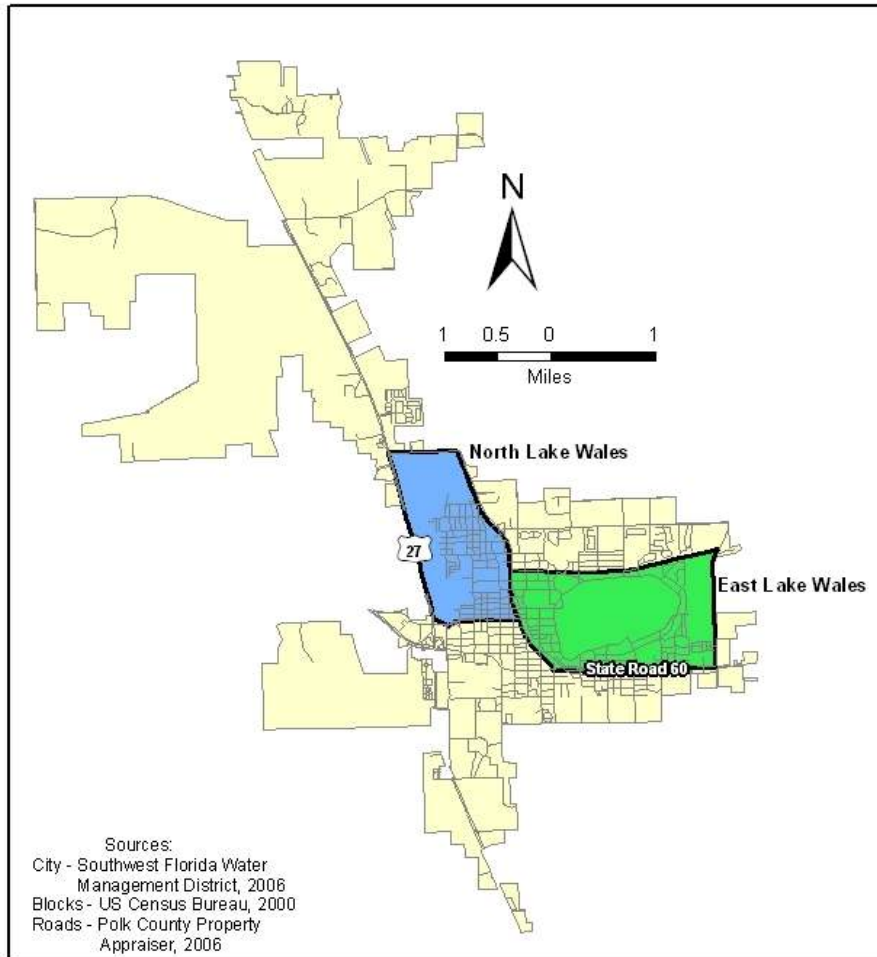 N
1 0.5 0 1
Miles
North Lake Wales
27
East Lake Wales
State Road 60
Sources:
City - Southwest Florida Water
Management District, 2006
Blocks - US Census Bureau, 2000
Roads - Polk County Property
Appraiser, 2006